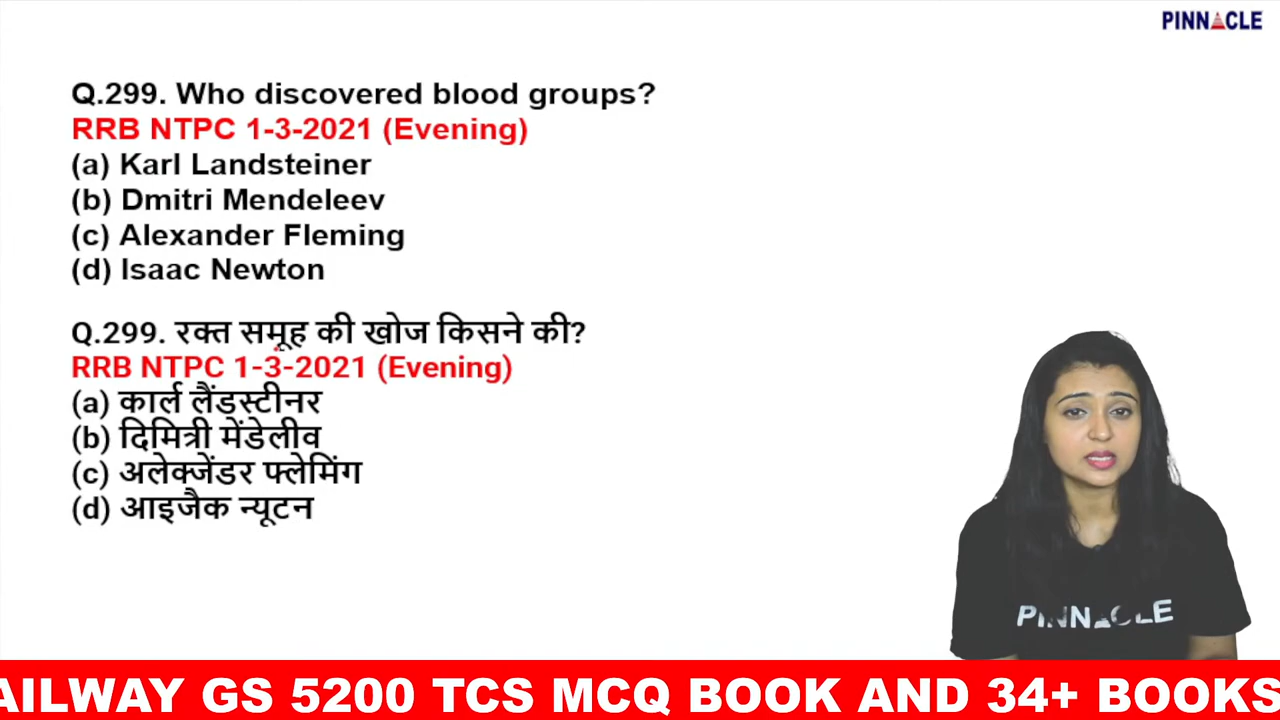 PINNACLE
Q.299. Who discovered blood groups?
RRB NTPC 1-3-2021 (Evening)
(a) Karl Landsteiner
(b) Dmitri Mendeleev
(c) Alexander Fleming
(d) Isaac Newton
Q.299. रक्त समूह की खोज किसने की?
RRB NTPC 1-3-2021 (Evening)
(a) कार्ल लैंडस्टीनर
(b) दिमित्री मेंडेलीव
(c) अलेक्जेंडर फ्लेमिंग
(d) आइजैक न्यूटन
PINNACLE
AILWAY GS 5200 TCS MCQ BOOK AND 34+ BOOKS